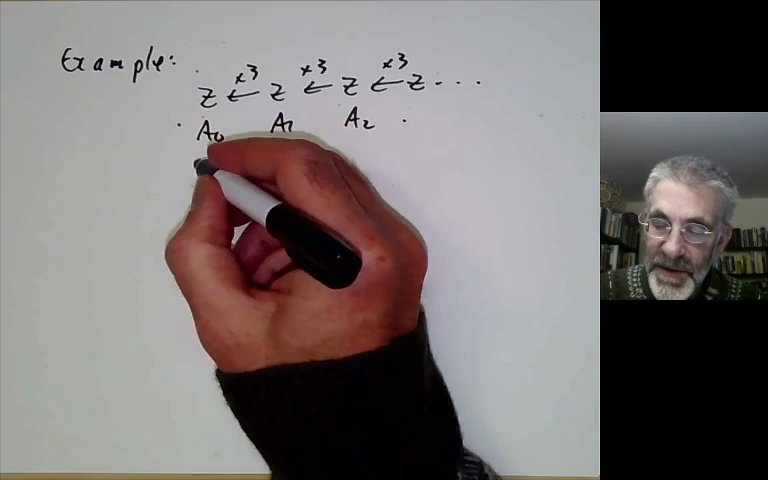 Example:
×3 ×3 ×3
Z ← Z ← Z ← Z ...
A₀ A₁ A₂ .